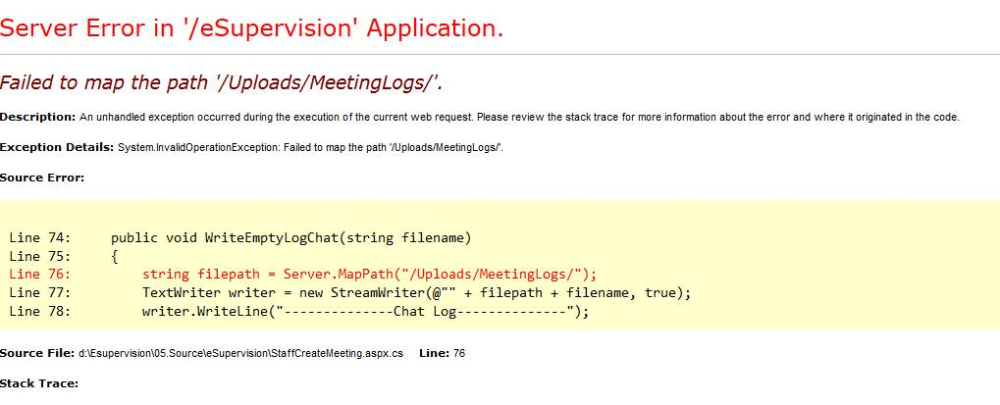 Server Error in '/eSupervision' Application.
Failed to map the path '/Uploads/MeetingLogs/'.
Description: An unhandled exception occurred during the execution of the current web request. Please review the stack trace for more information about the error and where it originated in the code.
Exception Details: System.InvalidOperationException: Failed to map the path '/Uploads/MeetingLogs/'.
Source Error:
Line 74:     public void WriteEmptyLogChat(string filename)
Line 75:     {
Line 76:         string filepath = Server.MapPath("/Uploads/MeetingLogs/");
Line 77:         TextWriter writer = new StreamWriter(@"" + filepath + filename, true);
Line 78:         writer.WriteLine("--------------Chat Log--------------");
Source File: d:\Esupervision\05.Source\eSupervision\StaffCreateMeeting.aspx.cs    Line: 76
Stack Trace: